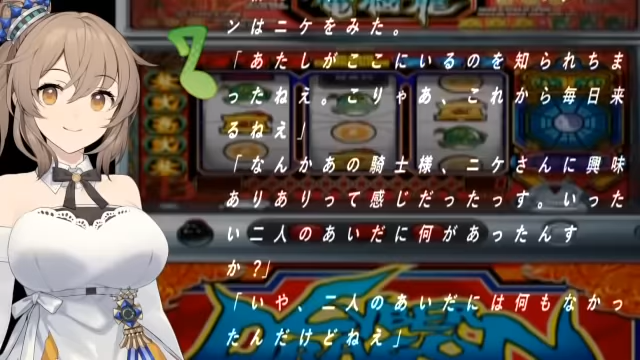 ンはニケをみた。
「あたしがここにいるのを知られちま
ったねえ。こりゃあ、これから毎日来
るねえ」
「なんかあの騎士様、ニケさんに興味
ありありって感じだったっす。いった
い二人のあいだに何があったんす
か?」
「いや、二人のあいだには何もなかっ
たんだけどねえ」